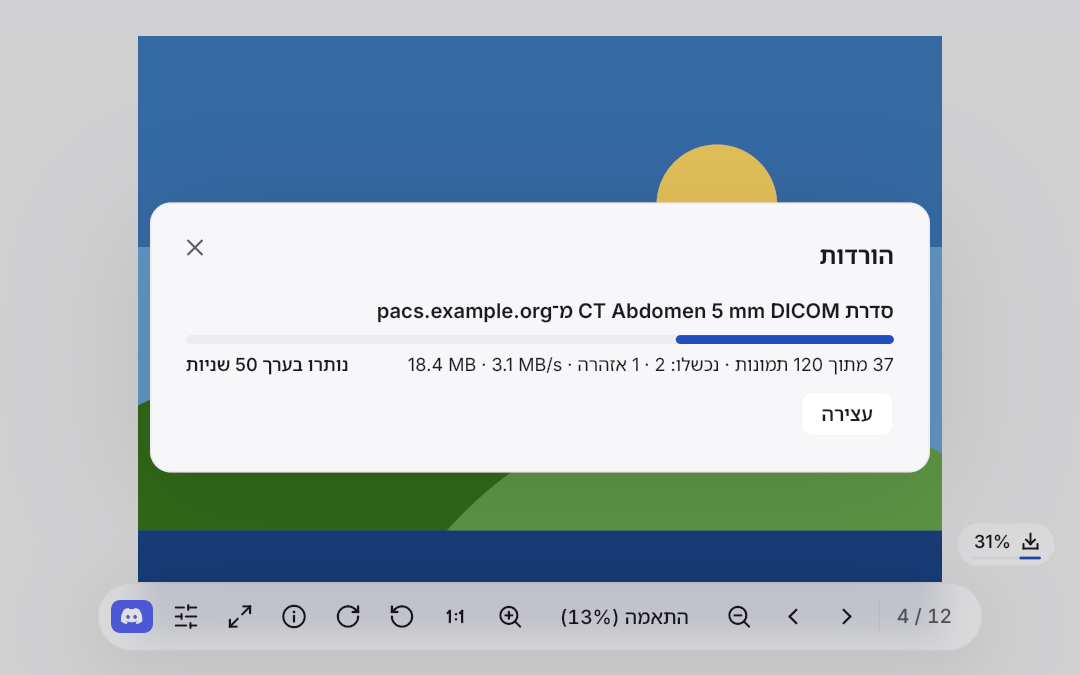 הורדות
סדרת CT Abdomen 5 mm DICOM מ־pacs.example.org
37 מתוך 120 תמונות · נכשלו: 2 · 1 אזהרה · 18.4 MB · 3.1 MB/s
נותרו בערך 50 שניות
עצירה
31%
4 / 12
התאמה (13%)
1:1